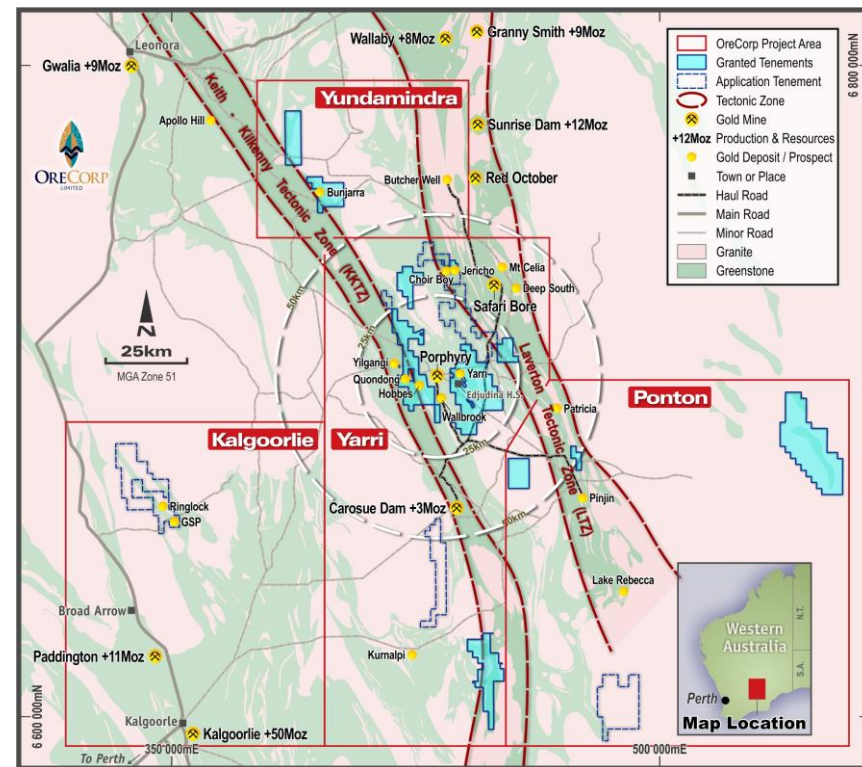 Leonora
Gwalia +9Moz
Wallaby +8Moz
Granny Smith +9Moz
OreCorp Project Area
Granted Tenements
Application Tenement
Tectonic Zone
Gold Mine
+12Moz Production & Resources
Gold Deposit / Prospect
Town or Place
Haul Road
Main Road
Minor Road
Granite
Greenstone
6 800 000mN
Yundamindra
Keith - Kilkenny Tectonic Zone (KKTZ)
Apollo Hill
Sunrise Dam +12Moz
ORECORP
LIMITED
Butcher Well
Red October
Bunjarra
Jericho
Mt Celia
Choir Boy
Deep South
Safari Bore
50km
25km
N
25km
MGA Zone 51
Porphyry
Yilgangi
Yarri
Quondong
Edjudina H.S.
Hobbes
Wallbrook
Laverton Tectonic Zone (LTZ)
Patricia
Ponton
Kalgoorlie
Yarri
25km
Pinjin
Ringlock
GSP
Carosue Dam +3Moz
50km
Lake Rebecca
Broad Arrow
Paddington +11Moz
Kurnalpi
Western
Australia
N.T.
S.A.
Perth
Map Location
Kalgoorle
Kalgoorlie +50Moz
6 600 000mN
To Perth
350 000mE
500 000mE